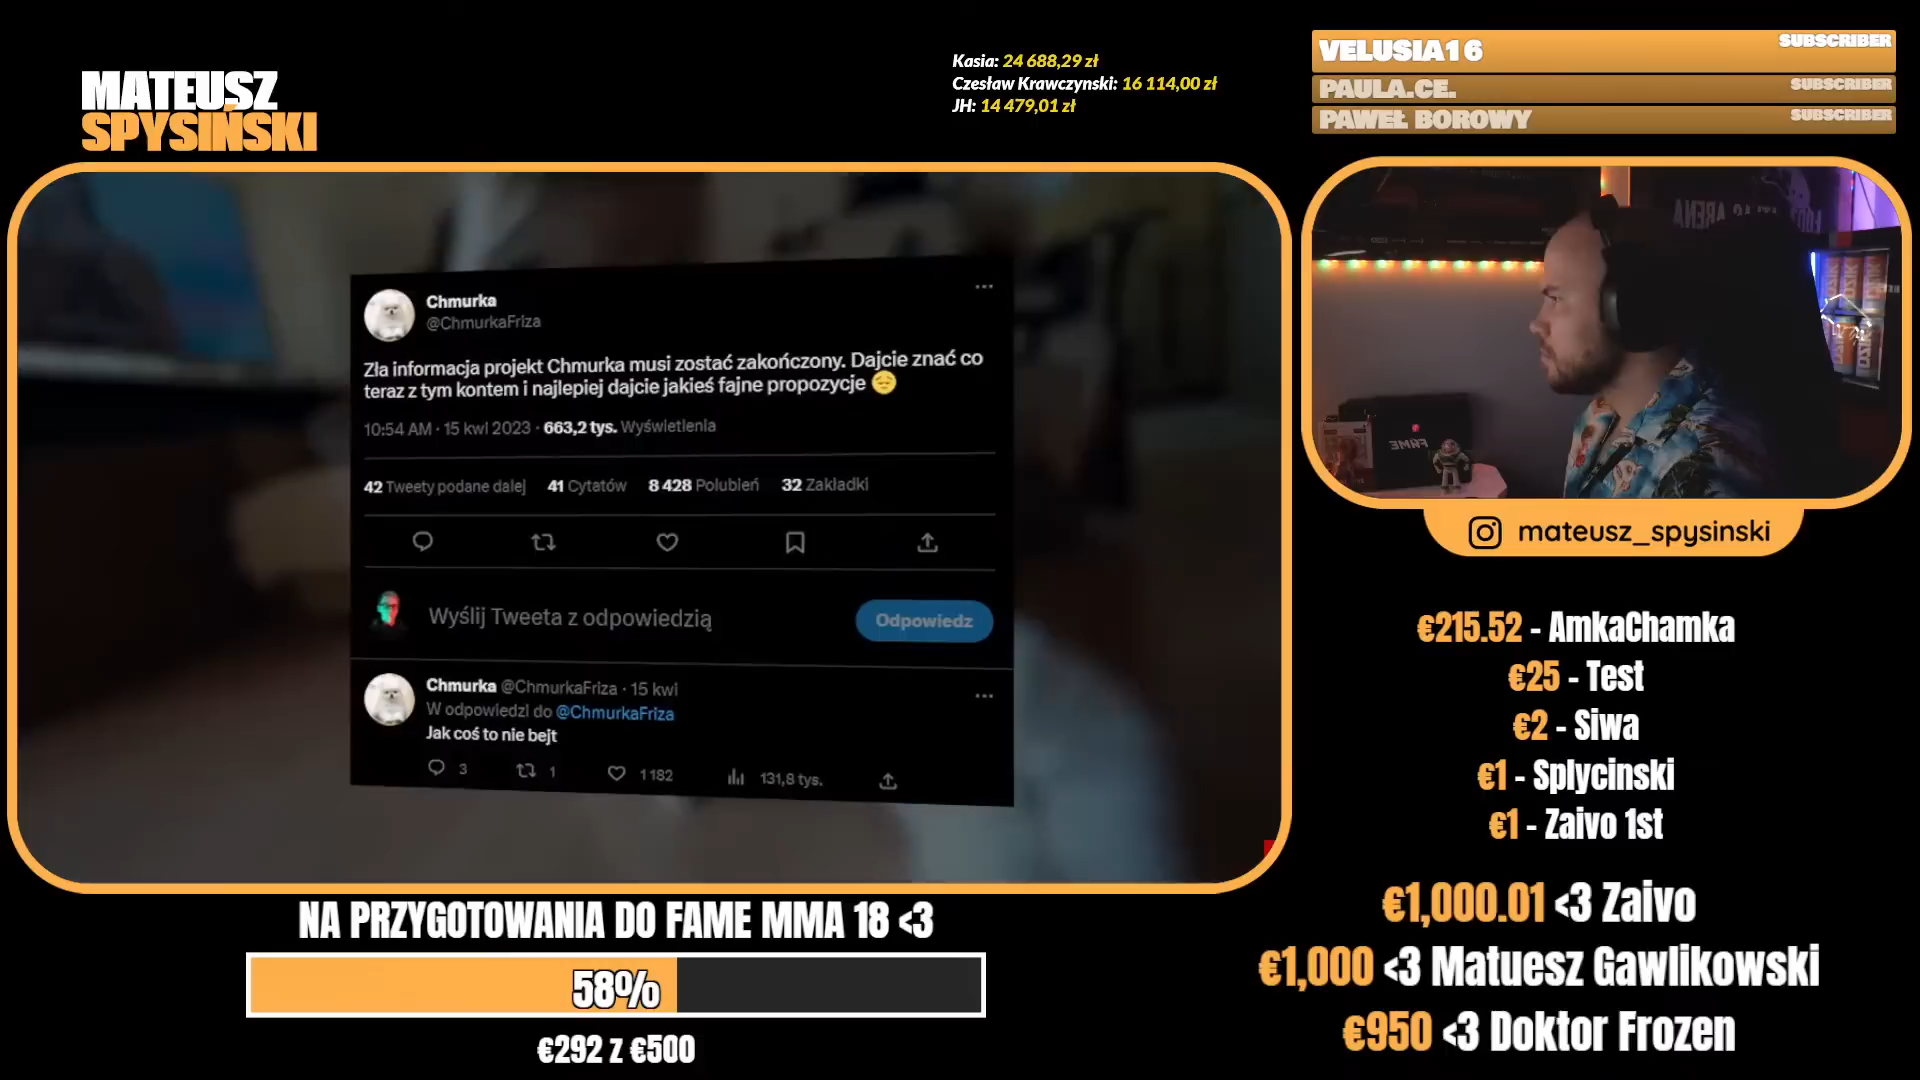 MATEUSZ
SPYSIŃSKI
Kasia: 24 688,29 zł
Czesław Krawczynski: 16 114,00 zł
JH: 14 479,01 zł
VELUSIA16 SUBSCRIBER
PAULA.CE. SUBSCRIBER
PAWEŁ BOROWY SUBSCRIBER
Chmurka
@ChmurkaFriza
Zła informacja projekt Chmurka musi zostać zakończony. Dajcie znać co
teraz z tym kontem i najlepiej dajcie jakieś fajne propozycje 😔
10:54 AM · 15 kwi 2023 · 663,2 tys. Wyświetlenia
42 Tweety podane dalej 41 Cytatów 8 428 Polubień 32 Zakładki
Wyślij Tweeta z odpowiedzią
Odpowiedz
Chmurka @ChmurkaFriza · 15 kwi
W odpowiedzi do @ChmurkaFriza
Jak coś to nie bejt
3 1 1 182 131,8 tys.
FAME
mateusz_spysinski
€215.52 - AmkaChamka
€25 - Test
€2 - Siwa
€1 - Splycinski
€1 - Zaivo 1st
€1,000.01 <3 Zaivo
€1,000 <3 Matuesz Gawlikowski
€950 <3 Doktor Frozen
NA PRZYGOTOWANIA DO FAME MMA 18 <3
58%
€292 z €500